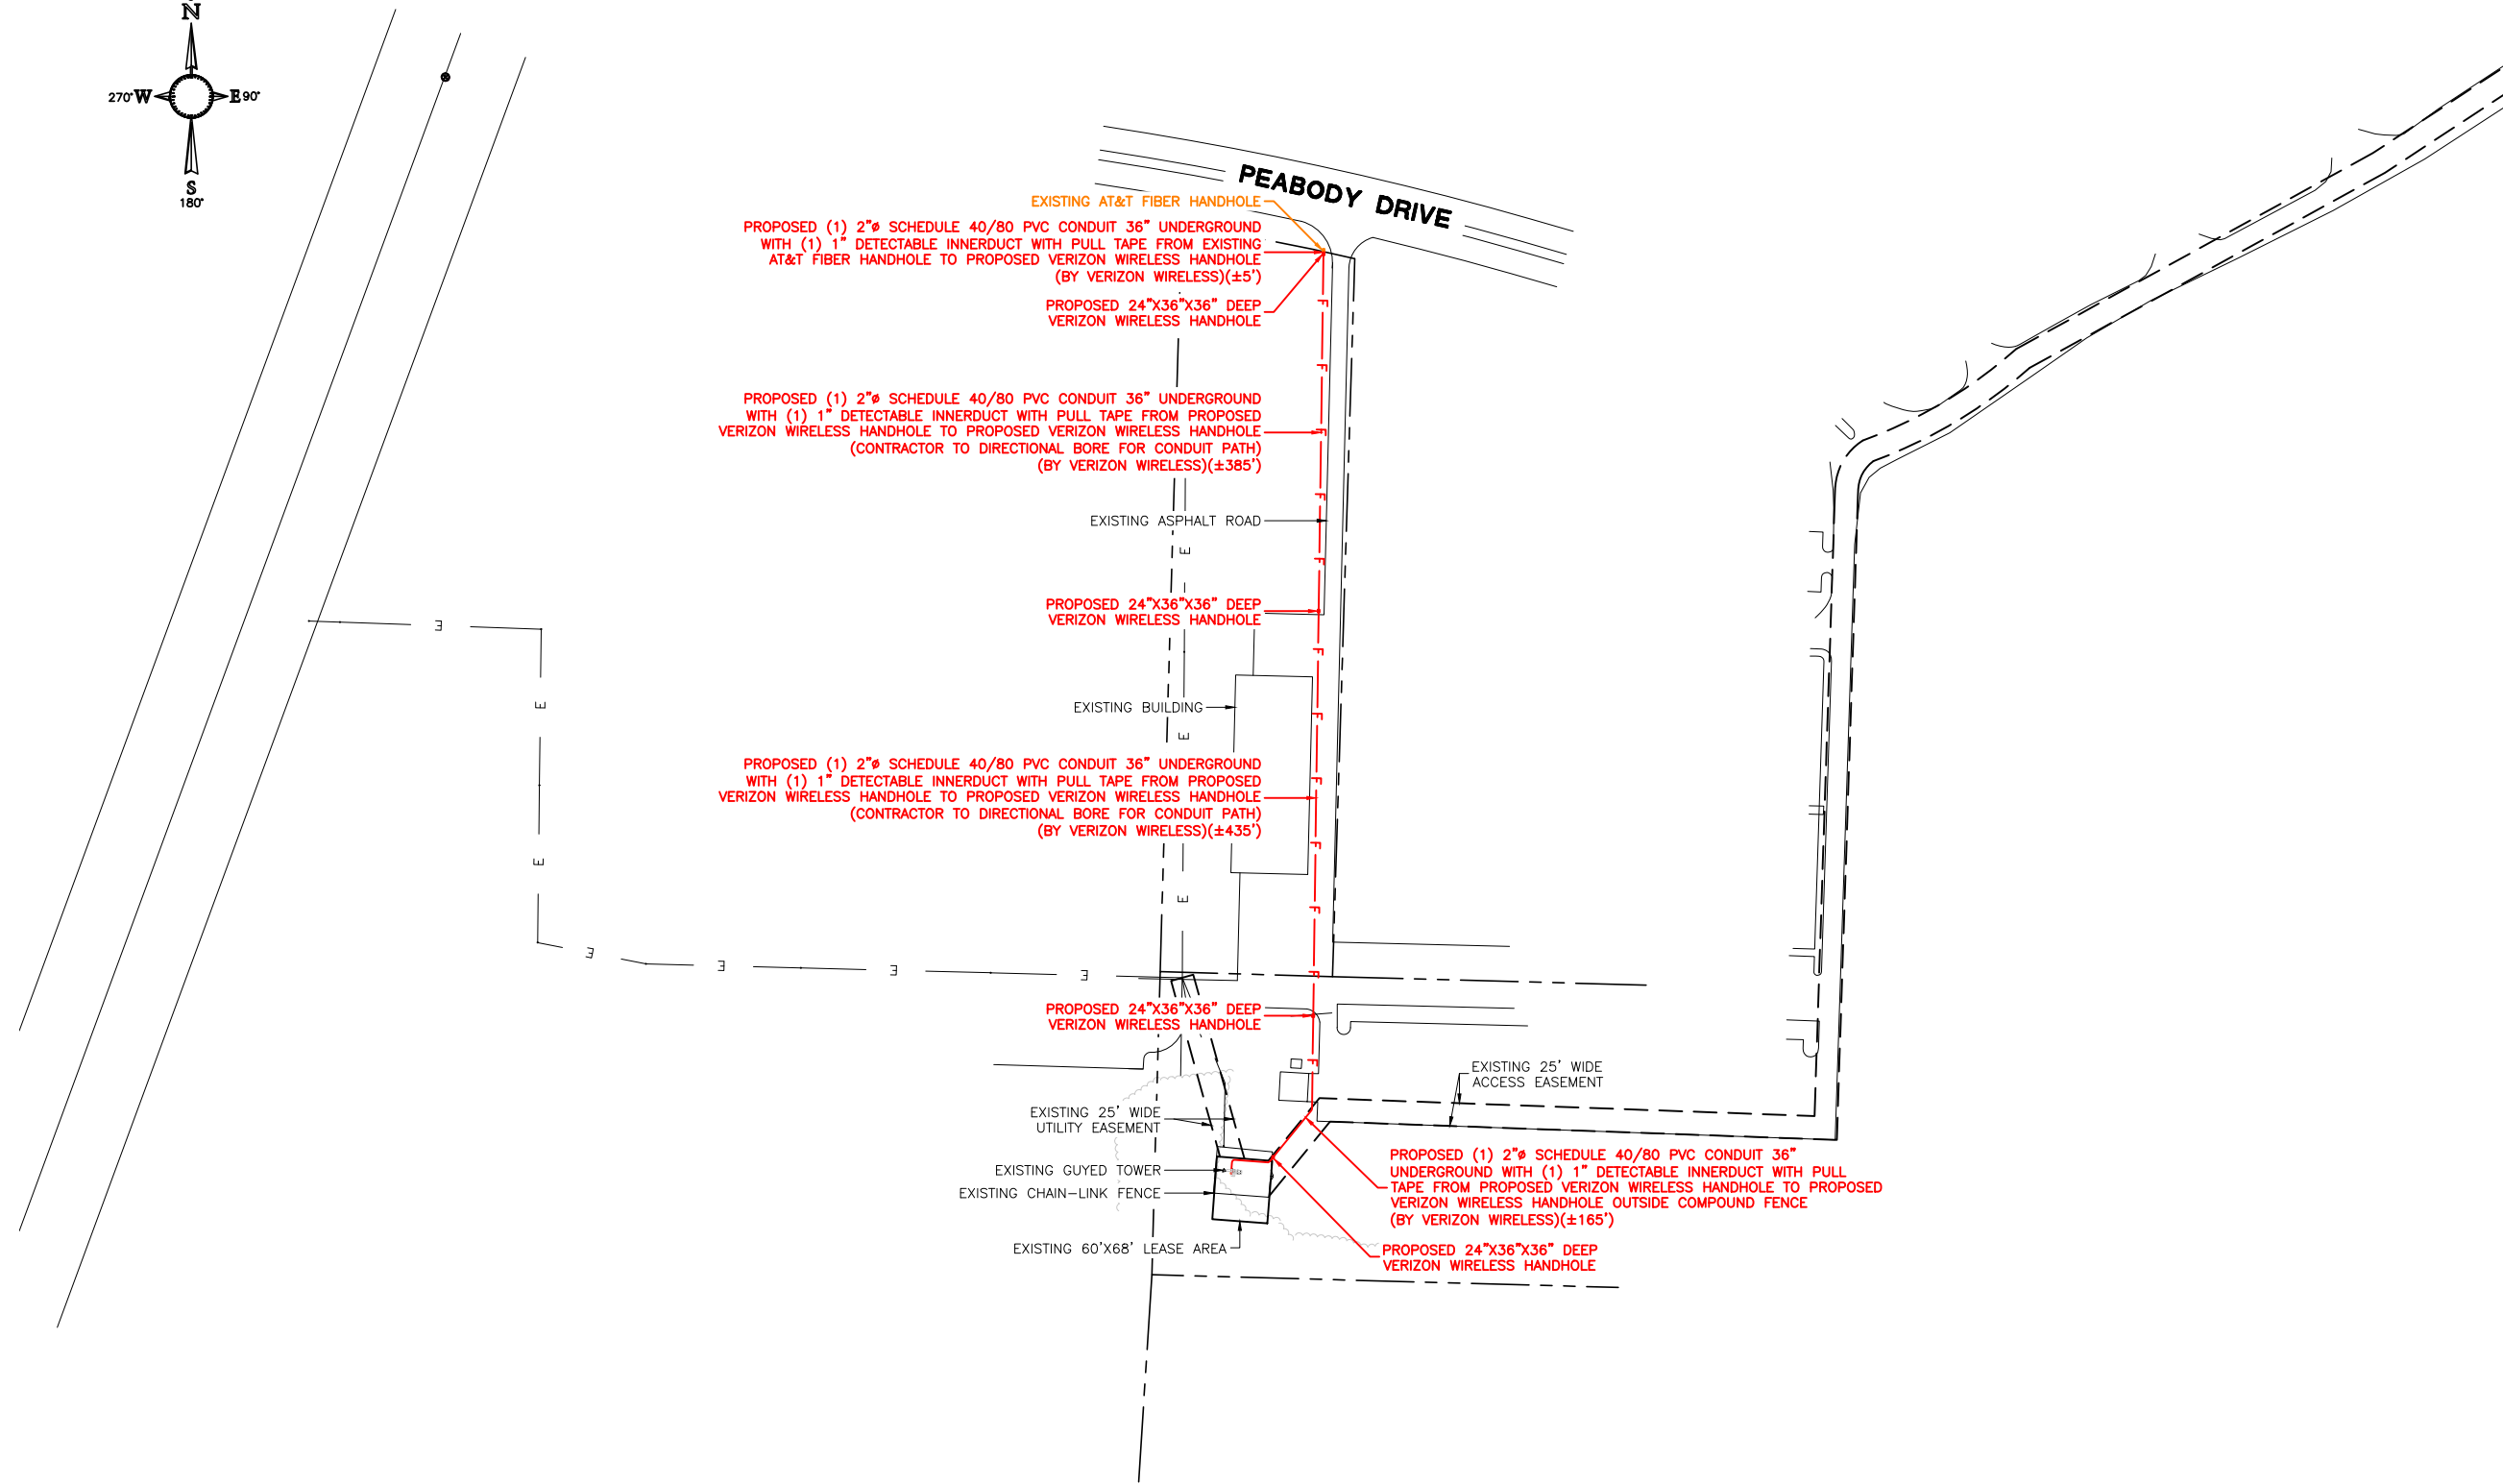 N
270° W E 90°
S
180°
PEABODY DRIVE
EXISTING AT&T FIBER HANDHOLE
PROPOSED (1) 2"ø SCHEDULE 40/80 PVC CONDUIT 36" UNDERGROUND
WITH (1) 1" DETECTABLE INNERDUCT WITH PULL TAPE FROM EXISTING
AT&T FIBER HANDHOLE TO PROPOSED VERIZON WIRELESS HANDHOLE
(BY VERIZON WIRELESS)(±5')
PROPOSED 24"X36"X36" DEEP
VERIZON WIRELESS HANDHOLE
F
F
PROPOSED (1) 2"ø SCHEDULE 40/80 PVC CONDUIT 36" UNDERGROUND
WITH (1) 1" DETECTABLE INNERDUCT WITH PULL TAPE FROM PROPOSED
VERIZON WIRELESS HANDHOLE TO PROPOSED VERIZON WIRELESS HANDHOLE
(CONTRACTOR TO DIRECTIONAL BORE FOR CONDUIT PATH)
(BY VERIZON WIRELESS)(±385')
F
F
EXISTING ASPHALT ROAD
E
F
PROPOSED 24"X36"X36" DEEP
VERIZON WIRELESS HANDHOLE
E
F
E
EXISTING BUILDING
F
E
PROPOSED (1) 2"ø SCHEDULE 40/80 PVC CONDUIT 36" UNDERGROUND
WITH (1) 1" DETECTABLE INNERDUCT WITH PULL TAPE FROM PROPOSED
VERIZON WIRELESS HANDHOLE TO PROPOSED VERIZON WIRELESS HANDHOLE
(CONTRACTOR TO DIRECTIONAL BORE FOR CONDUIT PATH)
(BY VERIZON WIRELESS)(±435')
F
F
E
E
F
E
E
E
E
F
PROPOSED 24"X36"X36" DEEP
VERIZON WIRELESS HANDHOLE
F
EXISTING 25' WIDE
ACCESS EASEMENT
EXISTING 25' WIDE
UTILITY EASEMENT
EXISTING GUYED TOWER
EXISTING CHAIN-LINK FENCE
EXISTING 60'X68' LEASE AREA
PROPOSED (1) 2"ø SCHEDULE 40/80 PVC CONDUIT 36"
UNDERGROUND WITH (1) 1" DETECTABLE INNERDUCT WITH PULL
TAPE FROM PROPOSED VERIZON WIRELESS HANDHOLE TO PROPOSED
VERIZON WIRELESS HANDHOLE OUTSIDE COMPOUND FENCE
(BY VERIZON WIRELESS)(±165')
PROPOSED 24"X36"X36" DEEP
VERIZON WIRELESS HANDHOLE